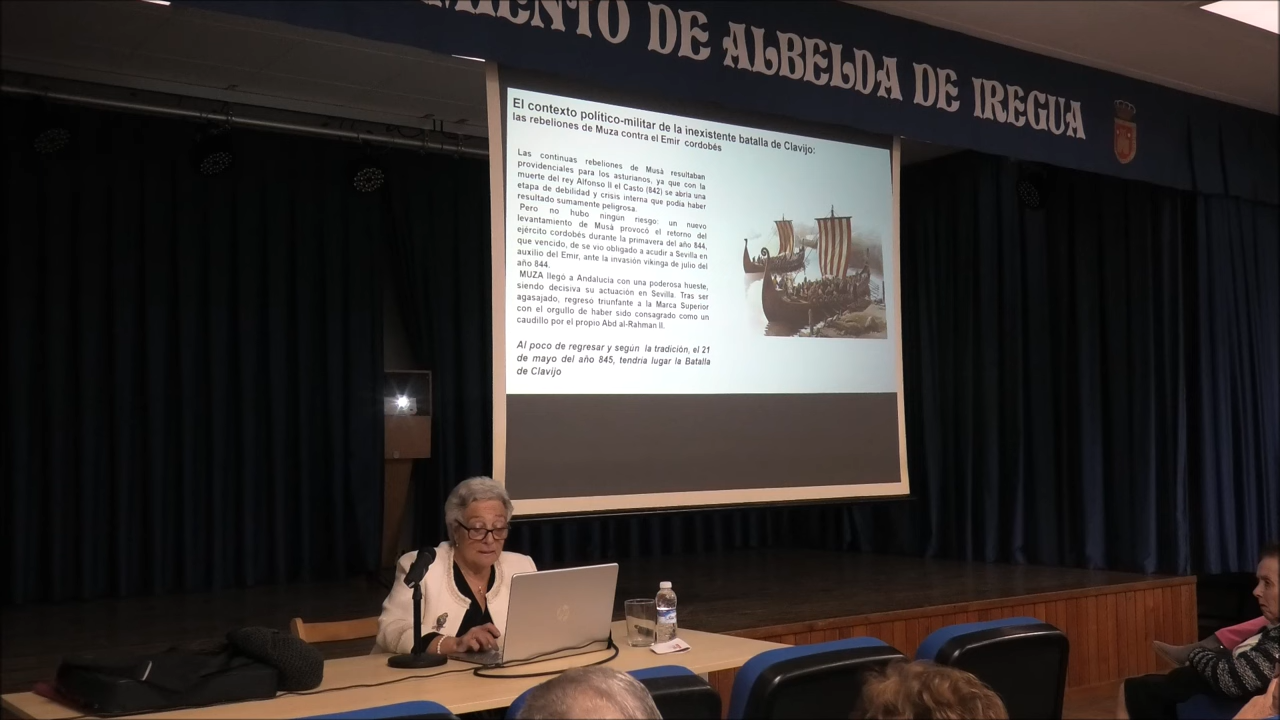 MIENTO DE ALBELDA DE IREGUA
El contexto político-militar de la inexistente batalla de Clavijo:
las rebeliones de Muza contra el Emir cordobés
Las continuas rebeliones de Musà resultaban
providenciales para los asturianos, ya que con la
muerte del rey Alfonso II el Casto (842) se abría una
etapa de debilidad y crisis interna que podía haber
resultado sumamente peligrosa.
Pero no hubo ningún riesgo: un nuevo
levantamiento de Musà provocó el retorno del
ejército cordobés durante la primavera del año 844,
que vencido, de se vio obligado a acudir a Sevilla en
auxilio del Emir, ante la invasión vikinga de julio del
año 844.
MUZA llegó a Andalucía con una poderosa hueste,
siendo decisiva su actuación en Sevilla. Tras ser
agasajado, regreso triunfante a la Marca Superior
con el orgullo de haber sido consagrado como un
caudillo por el propio Abd al-Rahman II.
Al poco de regresar y según la tradición, el 21
de mayo del año 845, tendría lugar la Batalla
de Clavijo
hp